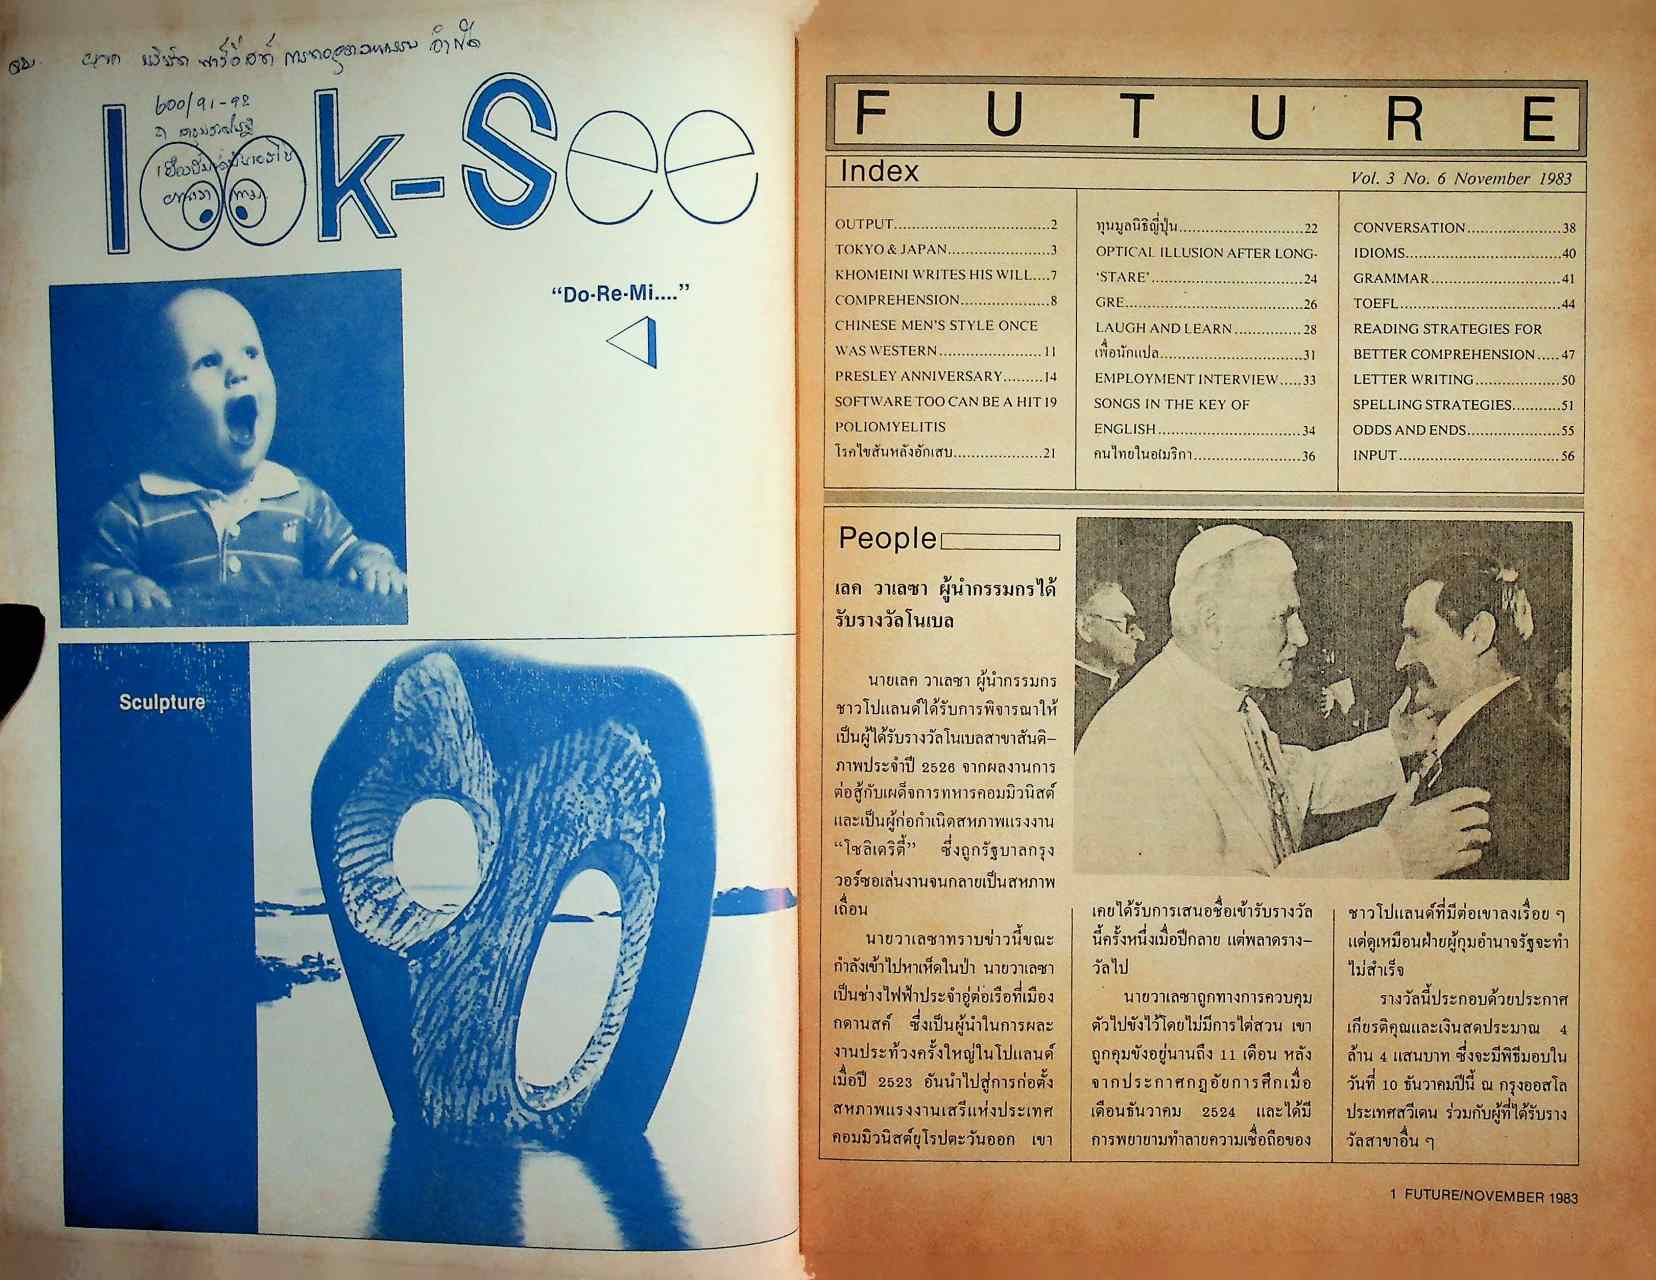 จำกัด
look-See
"Do-Re-Mi...."
Sculpture
FUTURE
Index
Vol. 3 No. 6 November 1983
OUTPUT...................................2
TOKYO & JAPAN.......................3
KHOMEINI WRITES HIS WILL....7
COMPREHENSION....................8
CHINESE MEN'S STYLE ONCE
WAS WESTERN.......................11
PRESLEY ANNIVERSARY.........14
SOFTWARE TOO CAN BE A HIT 19
POLIOMYELITIS
โรคไขสันหลังอักเสบ....................21
ทุนมูลนิธิญี่ปุ่น............................22
OPTICAL ILLUSION AFTER LONG-
'STARE'..................................24
GRE........................................26
LAUGH AND LEARN...............28
เพื่อนักแปล................................31
EMPLOYMENT INTERVIEW.....33
SONGS IN THE KEY OF
ENGLISH................................34
คนไทยในอเมริกา........................36
CONVERSATION.....................38
IDIOMS...................................40
GRAMMAR.............................41
TOEFL....................................44
READING STRATEGIES FOR
BETTER COMPREHENSION.....47
LETTER WRITING...................50
SPELLING STRATEGIES...........51
ODDS AND ENDS.....................55
INPUT....................................56
People
เลค วาเลซา ผู้นำกรรมกรได้
รับรางวัลโนเบล
นายเลค วาเลซา ผู้นำกรรมกร
ชาวโปแลนด์ได้รับการพิจารณาให้
เป็นผู้ได้รับรางวัลโนเบลสาขาสันติ–
ภาพประจำปี 2526 จากผลงานการ
ต่อสู้กับเผด็จการทหารคอมมิวนิสต์
และเป็นผู้ก่อกำเนิดสหภาพแรงงาน
"โซลิเดริตี้" ซึ่งถูกรัฐบาลกรุง
วอร์ซอเล่นงานจนกลายเป็นสหภาพ
เถื่อน
นายวาเลซาทราบข่าวนี้ขณะ
กำลังเข้าไปหาเห็ดในป่า นายวาเลซา
เป็นช่างไฟฟ้าประจำอู่ต่อเรือที่เมือง
กดานสค์ ซึ่งเป็นผู้นำในการผละ
งานประท้วงครั้งใหญ่ในโปแลนด์
เมื่อปี 2523 อันนำไปสู่การก่อตั้ง
สหภาพแรงงานเสรีแห่งประเทศ
คอมมิวนิสต์ยุโรปตะวันออก เขา
เคยได้รับการเสนอชื่อเข้ารับรางวัล
นี้ครั้งหนึ่งเมื่อปีกลาย แต่พลาดราง–
วัลไป
นายวาเลซาถูกทางการควบคุม
ตัวไปขังไว้โดยไม่มีการไต่สวน เขา
ถูกคุมขังอยู่นานถึง 11 เดือน หลัง
จากประกาศกฎอัยการศึกเมื่อ
เดือนธันวาคม 2524 และได้มี
การพยายามทำลายความเชื่อถือของ
ชาวโปแลนด์ที่มีต่อเขาลงเรื่อย ๆ
แต่ดูเหมือนฝ่ายผู้กุมอำนาจรัฐจะทำ
ไม่สำเร็จ
รางวัลนี้ประกอบด้วยประกาศ
เกียรติคุณและเงินสดประมาณ 4
ล้าน 4 แสนบาท ซึ่งจะมีพิธีมอบใน
วันที่ 10 ธันวาคมปีนี้ ณ กรุงออสโล
ประเทศสวีเดน ร่วมกับผู้ที่ได้รับราง
วัลสาขาอื่น ๆ
1 FUTURE/NOVEMBER 1983